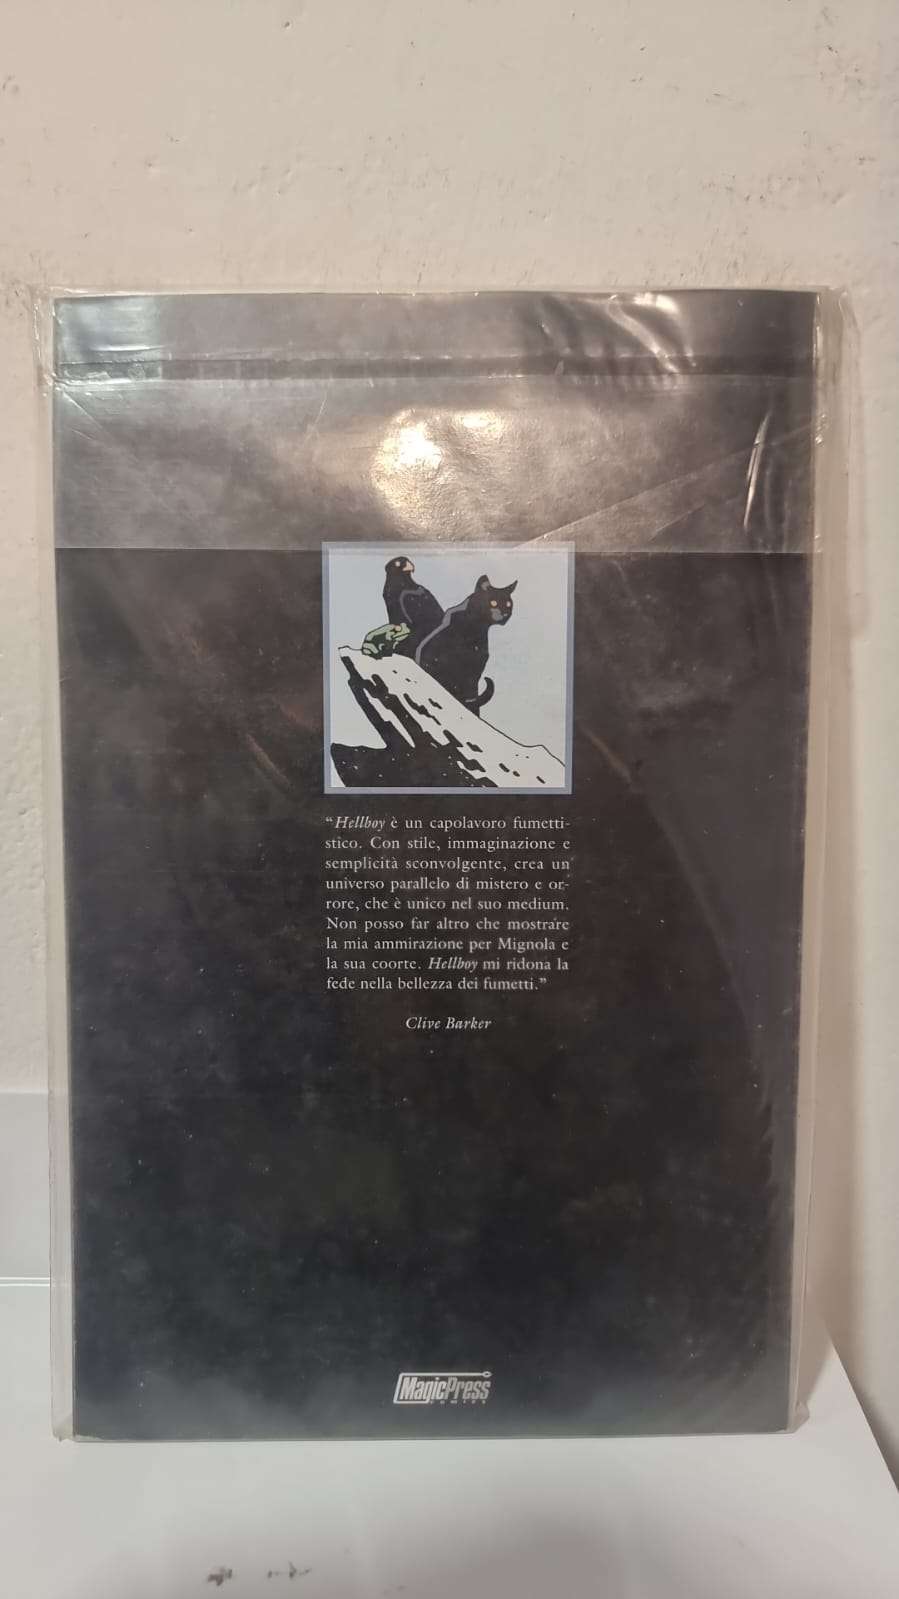 “Hellboy è un capolavoro fumetti-
stico. Con stile, immaginazione e
semplicità sconvolgente, crea un
universo parallelo di mistero e or-
rore, che è unico nel suo medium.
Non posso far altro che mostrare
la mia ammirazione per Mignola e
la sua coorte. Hellboy mi ridona la
fede nella bellezza dei fumetti.”
Clive Barker
MagicPress
COMICS